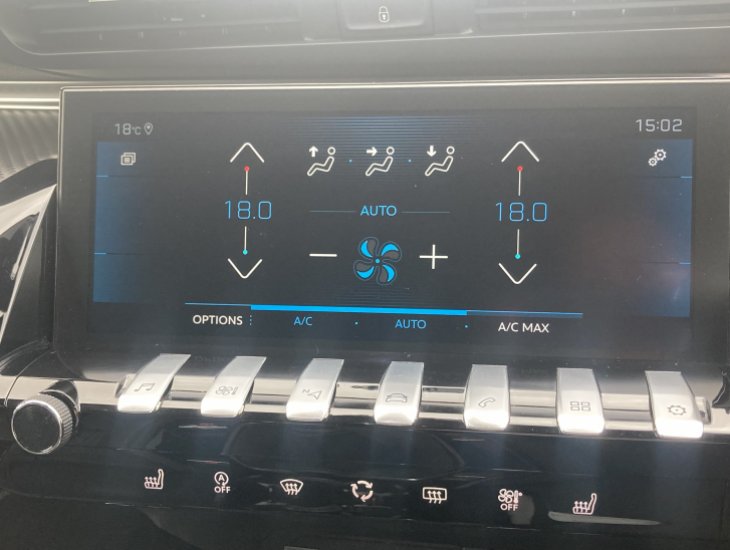 18°C
15:02
18.0
18.0
AUTO
OPTIONS A/C AUTO A/C MAX
N
A
OFF
OFF